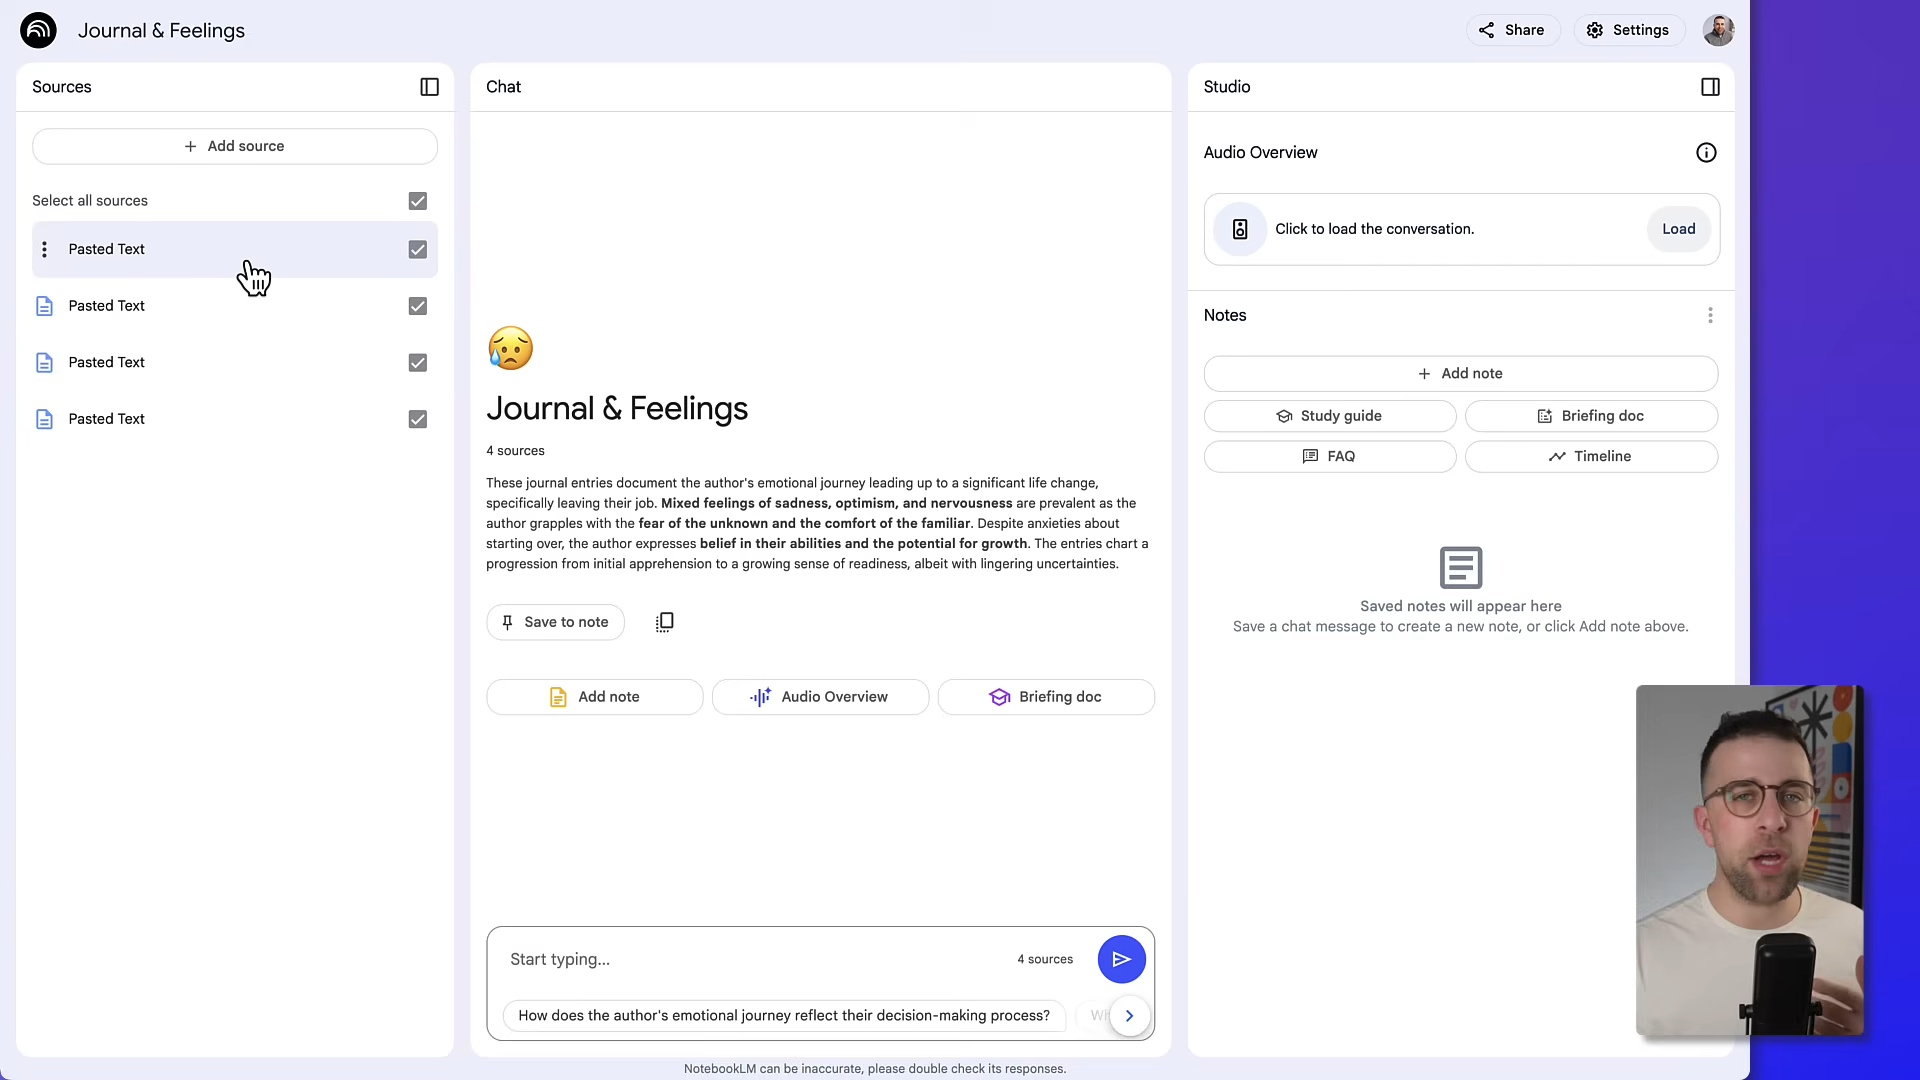 Journal & Feelings
Share
Settings
Sources
Add source
Select all sources
Pasted Text
Pasted Text
Pasted Text
Pasted Text
Chat
Journal & Feelings
4 sources
These journal entries document the author's emotional journey leading up to a significant life change,
specifically leaving their job. Mixed feelings of sadness, optimism, and nervousness are prevalent as the
author grapples with the fear of the unknown and the comfort of the familiar. Despite anxieties about
starting over, the author expresses belief in their abilities and the potential for growth. The entries chart a
progression from initial apprehension to a growing sense of readiness, albeit with lingering uncertainties.
Save to note
Add note
Audio Overview
Briefing doc
Start typing...
4 sources
How does the author's emotional journey reflect their decision-making process?
NotebookLM can be inaccurate, please double check its responses.
Studio
Audio Overview
Click to load the conversation.
Load
Notes
Add note
Study guide
Briefing doc
FAQ
Timeline
Saved notes will appear here
Save a chat message to create a new note, or click Add note above.